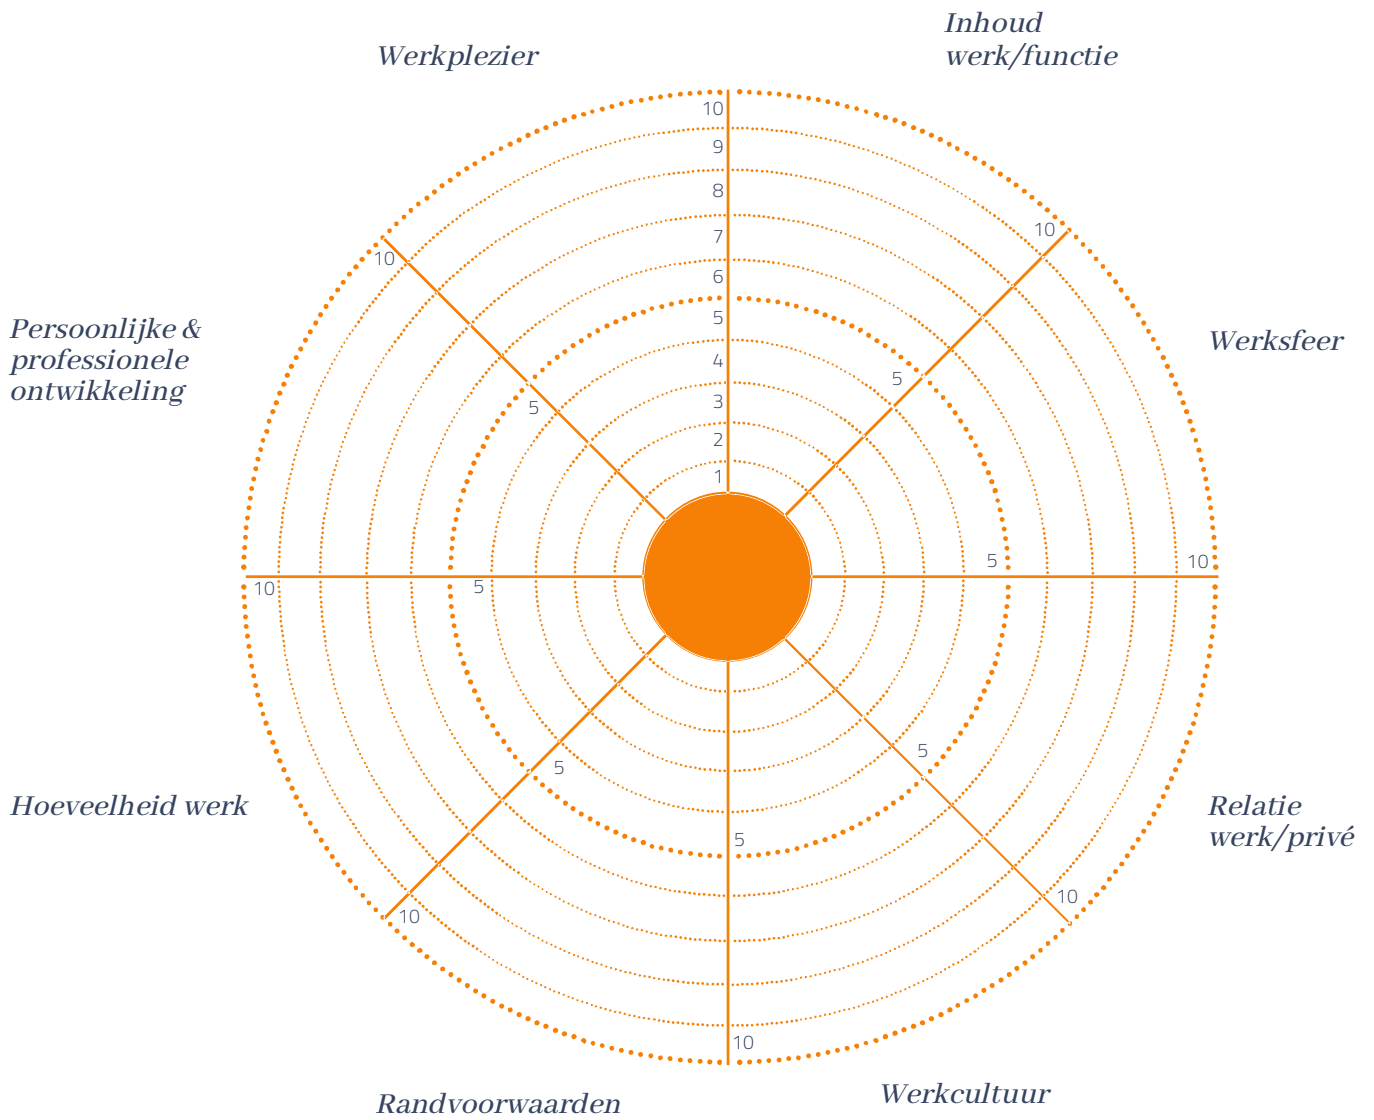 Inhoud
werk/functie
Werkplezier
10
9
8
7
6
5
4
3
2
1
10
5
Werksfeer
10
5
Persoonlijke &
professionele
ontwikkeling
5
10
10
5
Hoeveelheid werk
5
10
Relatie
werk/privé
5
10
5
10
Werkcultuur
Randvoorwaarden